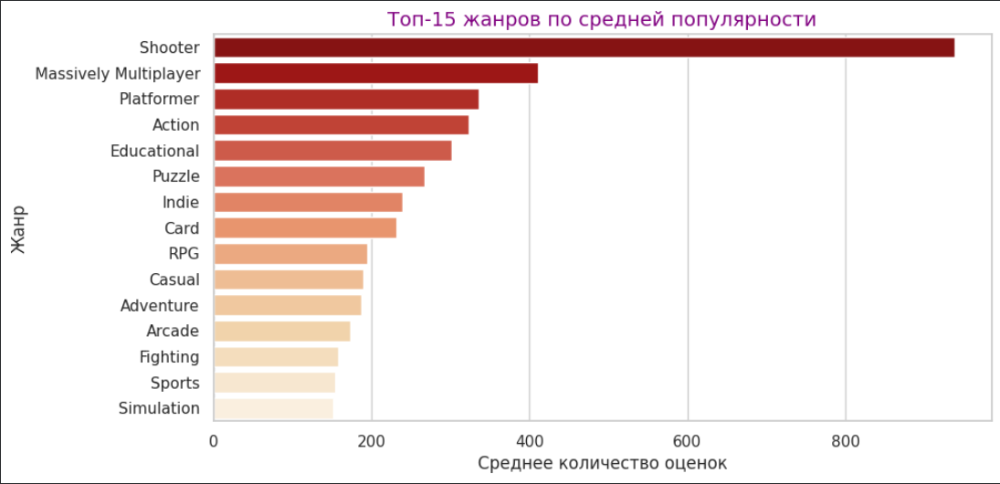 Топ-15 жанров по средней популярности
Shooter
Massively Multiplayer
Platformer
Action
Educational
Puzzle
Indie
Card
RPG
Casual
Adventure
Arcade
Fighting
Sports
Simulation
Жанр
0 200 400 600 800
Среднее количество оценок